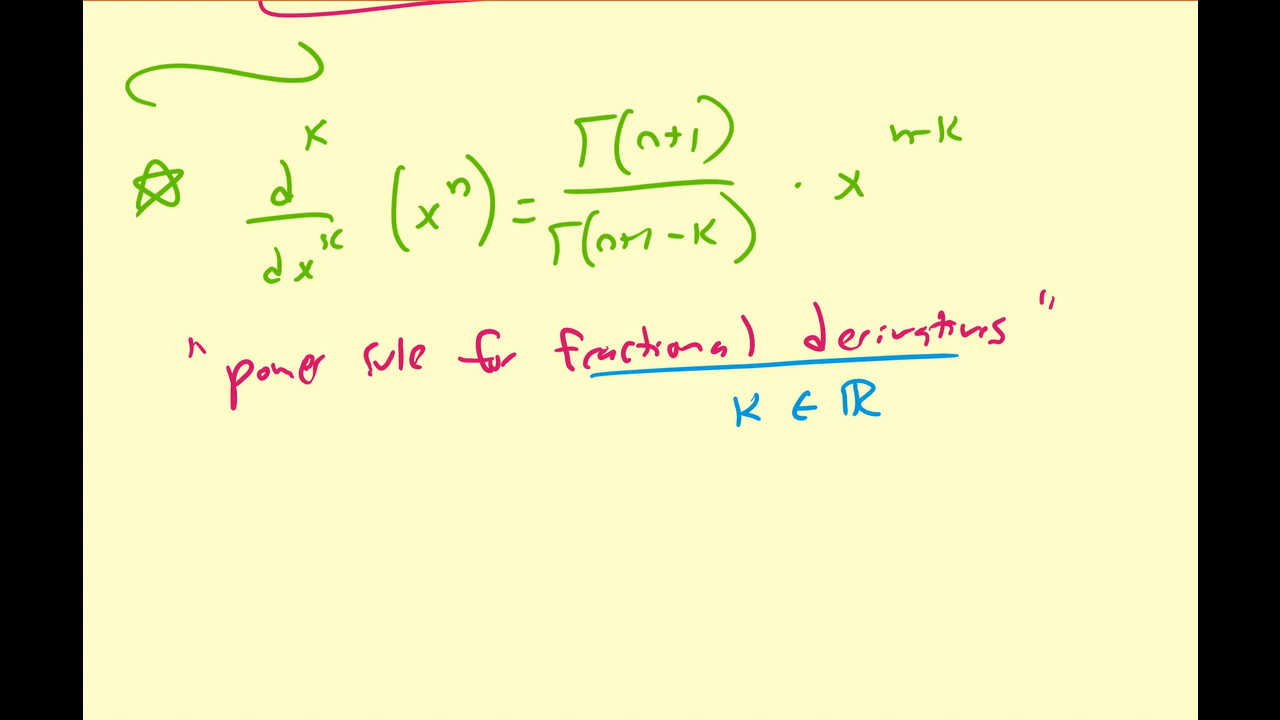 ☆ d^K/dx^K (x^n) = Γ(n+1)/Γ(n+1-K) · x^{n-K}
"power rule for fractional derivatives"
K ∈ ℝ